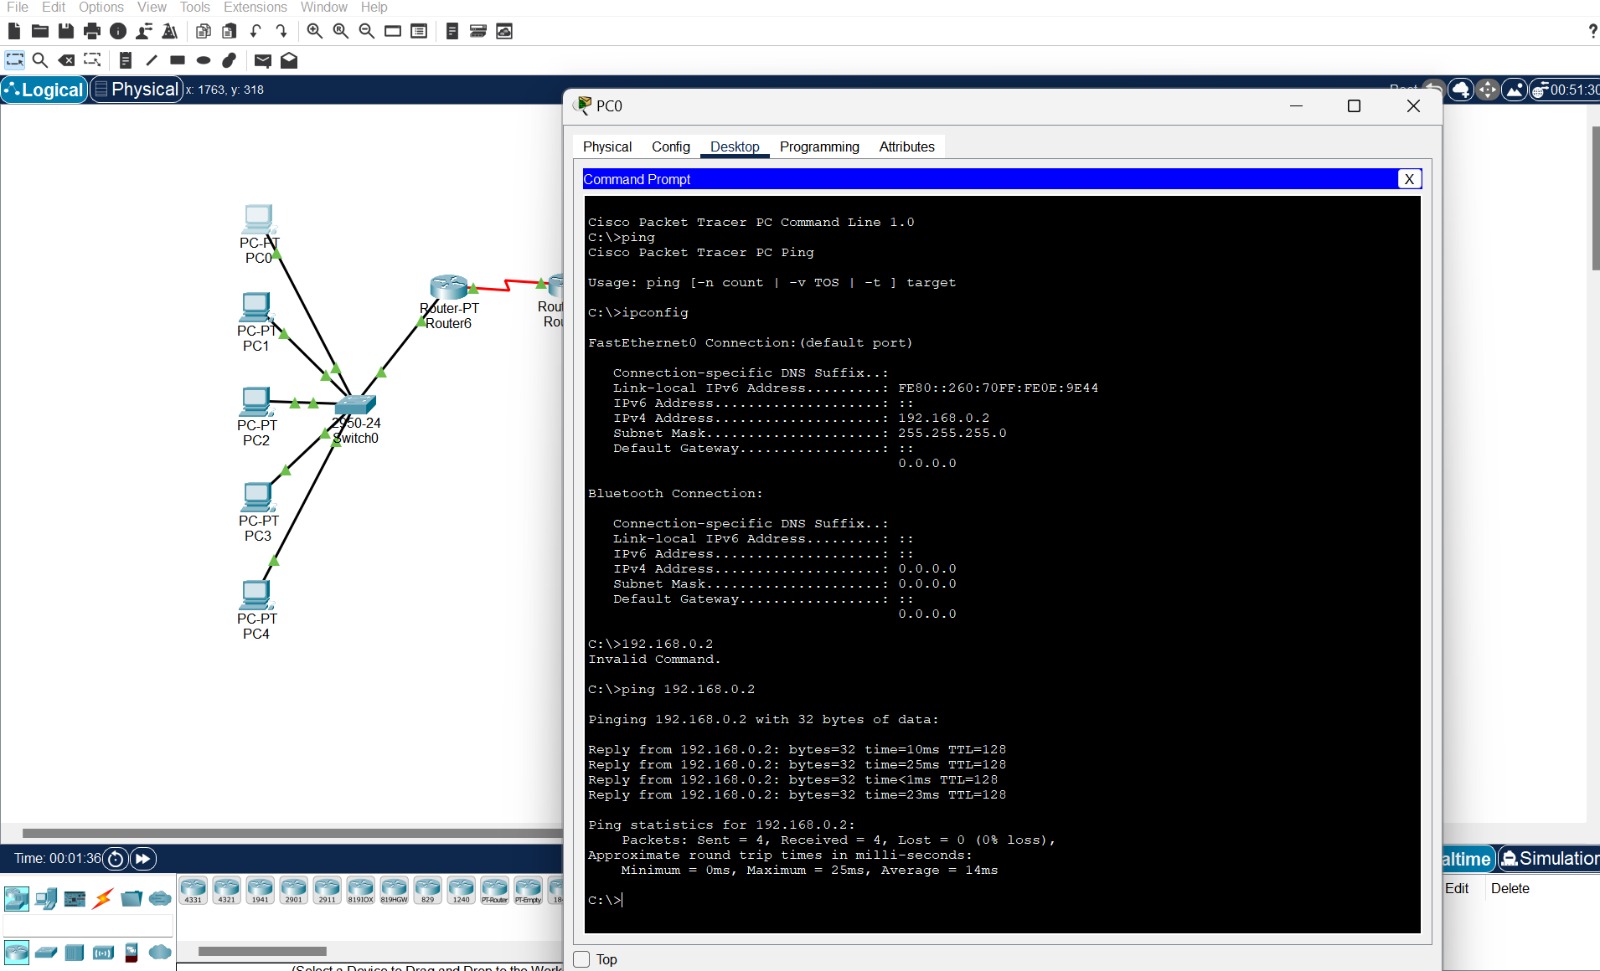 File Edit Options View Tools Extensions Window Help
?
Logical Physical x: 1763, y: 318
00:51:30
PC0
Physical Config Desktop Programming Attributes
Command Prompt X
Cisco Packet Tracer PC Command Line 1.0
C:\>ping
Cisco Packet Tracer PC Ping
Usage: ping [-n count | -v TOS | -t ] target
C:\>ipconfig
FastEthernet0 Connection:(default port)
Connection-specific DNS Suffix..:
Link-local IPv6 Address.........: FE80::260:70FF:FE0E:9E44
IPv6 Address....................: ::
IPv4 Address....................: 192.168.0.2
Subnet Mask.....................: 255.255.255.0
Default Gateway.................: ::
0.0.0.0
Bluetooth Connection:
Connection-specific DNS Suffix..:
Link-local IPv6 Address.........: ::
IPv6 Address....................: ::
IPv4 Address....................: 0.0.0.0
Subnet Mask.....................: 0.0.0.0
Default Gateway.................: ::
0.0.0.0
C:\>192.168.0.2
Invalid Command.
C:\>ping 192.168.0.2
Pinging 192.168.0.2 with 32 bytes of data:
Reply from 192.168.0.2: bytes=32 time=10ms TTL=128
Reply from 192.168.0.2: bytes=32 time=25ms TTL=128
Reply from 192.168.0.2: bytes=32 time<1ms TTL=128
Reply from 192.168.0.2: bytes=32 time=23ms TTL=128
Ping statistics for 192.168.0.2:
Packets: Sent = 4, Received = 4, Lost = 0 (0% loss),
Approximate round trip times in milli-seconds:
Minimum = 0ms, Maximum = 25ms, Average = 14ms
C:\>
Top
PC-PT
PC0
PC-PT
PC1
PC-PT
PC2
PC-PT
PC3
PC-PT
PC4
2950-24
Switch0
Router-PT
Router6
Rou
Rou
Time: 00:01:36
altime Simulation
Edit Delete
4331 4321 1941 2901 2911 819IOX 819HGW 829 1240 PT-Router PT-Empty 18
(Select a Device to Drag and Drop to the Work